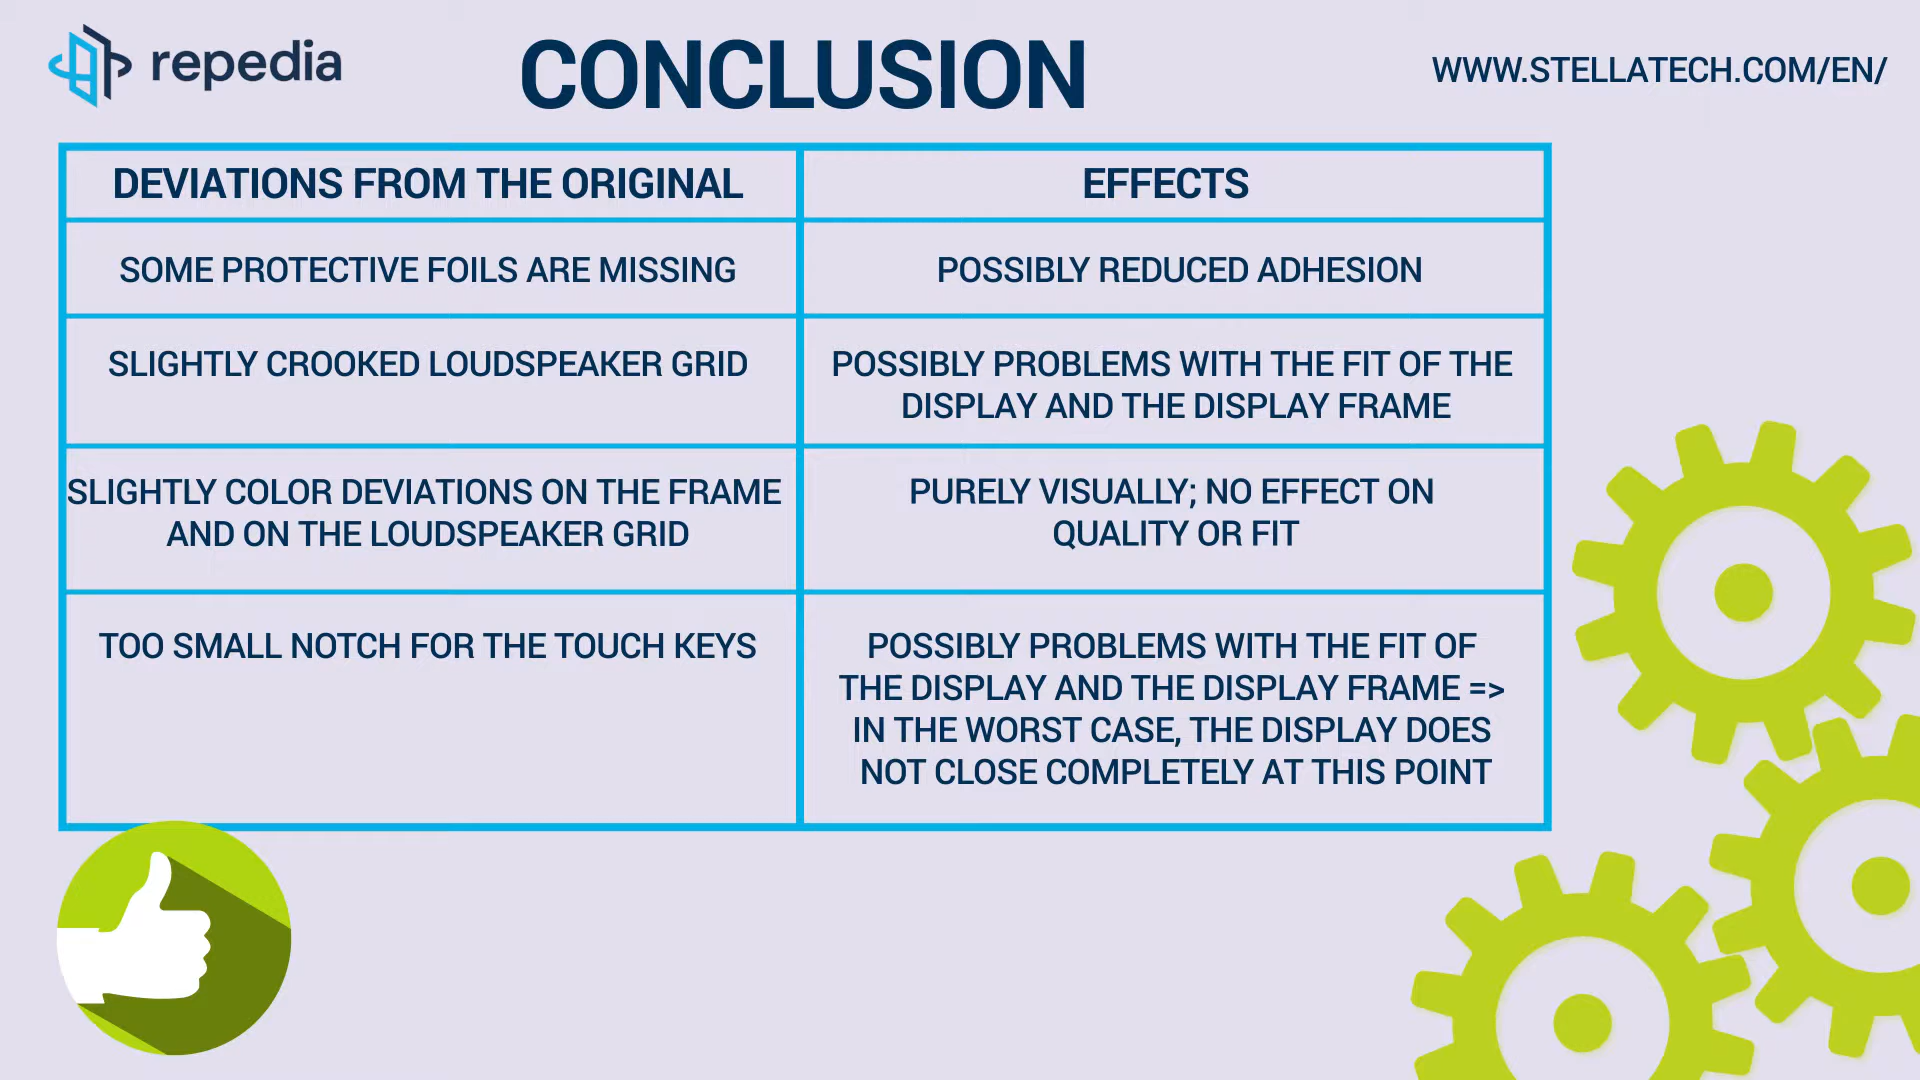 repedia
CONCLUSION
WWW.STELLATECH.COM/EN/
DEVIATIONS FROM THE ORIGINAL
EFFECTS
SOME PROTECTIVE FOILS ARE MISSING
POSSIBLY REDUCED ADHESION
SLIGHTLY CROOKED LOUDSPEAKER GRID
POSSIBLY PROBLEMS WITH THE FIT OF THE
DISPLAY AND THE DISPLAY FRAME
SLIGHTLY COLOR DEVIATIONS ON THE FRAME
AND ON THE LOUDSPEAKER GRID
PURELY VISUALLY; NO EFFECT ON
QUALITY OR FIT
TOO SMALL NOTCH FOR THE TOUCH KEYS
POSSIBLY PROBLEMS WITH THE FIT OF
THE DISPLAY AND THE DISPLAY FRAME =>
IN THE WORST CASE, THE DISPLAY DOES
NOT CLOSE COMPLETELY AT THIS POINT